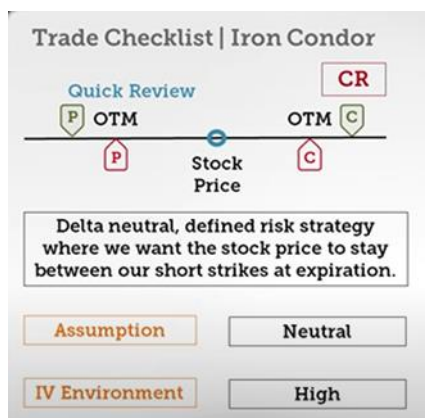 Trade Checklist | Iron Condor
CR
Quick Review
P OTM OTM C
P C
Stock
Price
Delta neutral, defined risk strategy
where we want the stock price to stay
between our short strikes at expiration.
Assumption Neutral
IV Environment High